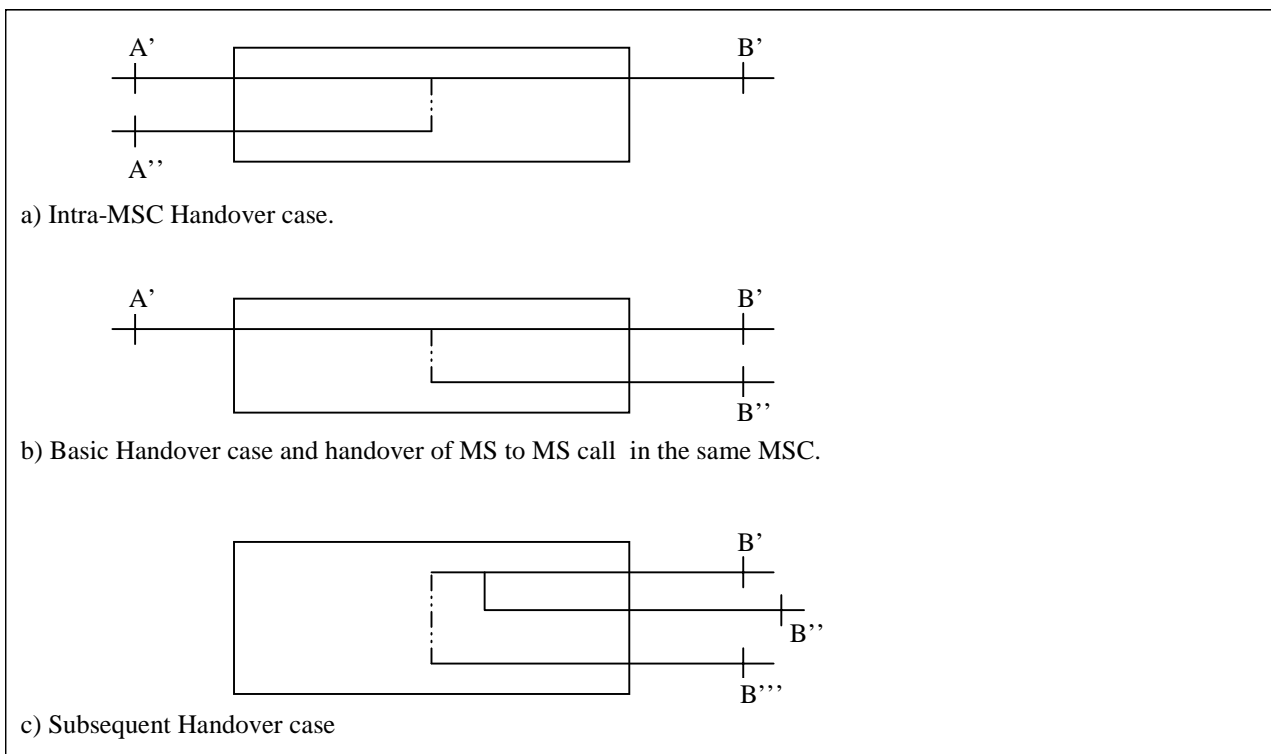 A’ B’
A’’
a) Intra-MSC Handover case.
A’ B’
B’’
b) Basic Handover case and handover of MS to MS call in the same MSC.
B’
B’’
B’’’
c) Subsequent Handover case